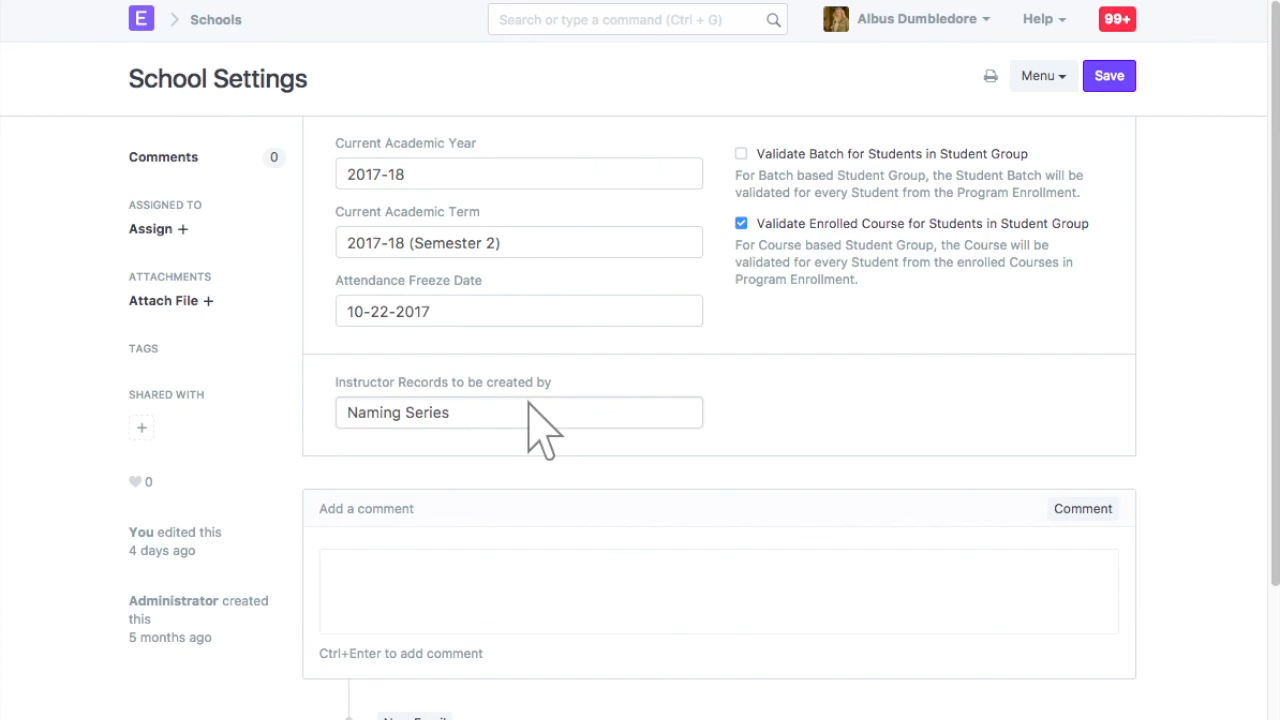 E
Schools
Search or type a command (Ctrl + G)
Albus Dumbledore
Help
99+
School Settings
Menu
Save
Comments
0
ASSIGNED TO
Assign +
ATTACHMENTS
Attach File +
TAGS
SHARED WITH
+
0
You edited this
4 days ago
Administrator created
this
5 months ago
Current Academic Year
2017-18
Current Academic Term
2017-18 (Semester 2)
Attendance Freeze Date
10-22-2017
Validate Batch for Students in Student Group
For Batch based Student Group, the Student Batch will be
validated for every Student from the Program Enrollment.
Validate Enrolled Course for Students in Student Group
For Course based Student Group, the Course will be
validated for every Student from the enrolled Courses in
Program Enrollment.
Instructor Records to be created by
Naming Series
Add a comment
Comment
Ctrl+Enter to add comment
New Email